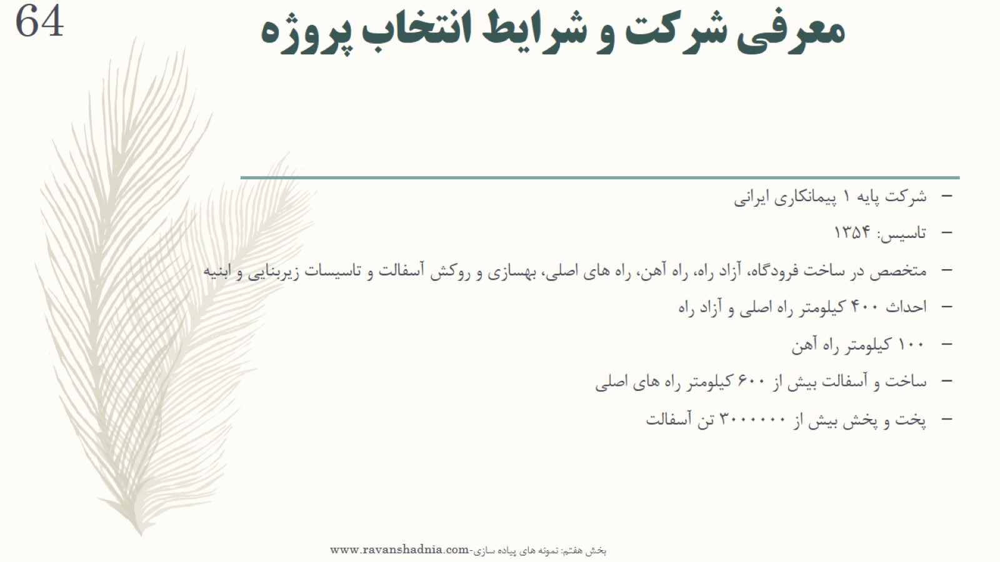 64
معرفی شرکت و شرایط انتخاب پروژه
– شرکت پایه ۱ پیمانکاری ایرانی
– تاسیس: ۱۳۵۴
– متخصص در ساخت فرودگاه، آزاد راه، راه آهن، راه های اصلی، بهسازی و روکش آسفالت و تاسیسات زیربنایی و ابنیه
– احداث ۴۰۰ کیلومتر راه اصلی و آزاد راه
– ۱۰۰ کیلومتر راه آهن
– ساخت و آسفالت بیش از ۶۰۰ کیلومتر راه های اصلی
– پخت و پخش بیش از ۳۰۰۰۰۰۰ تن آسفالت
بخش هفتم: نمونه های پیاده سازی-www.ravanshadnia.com